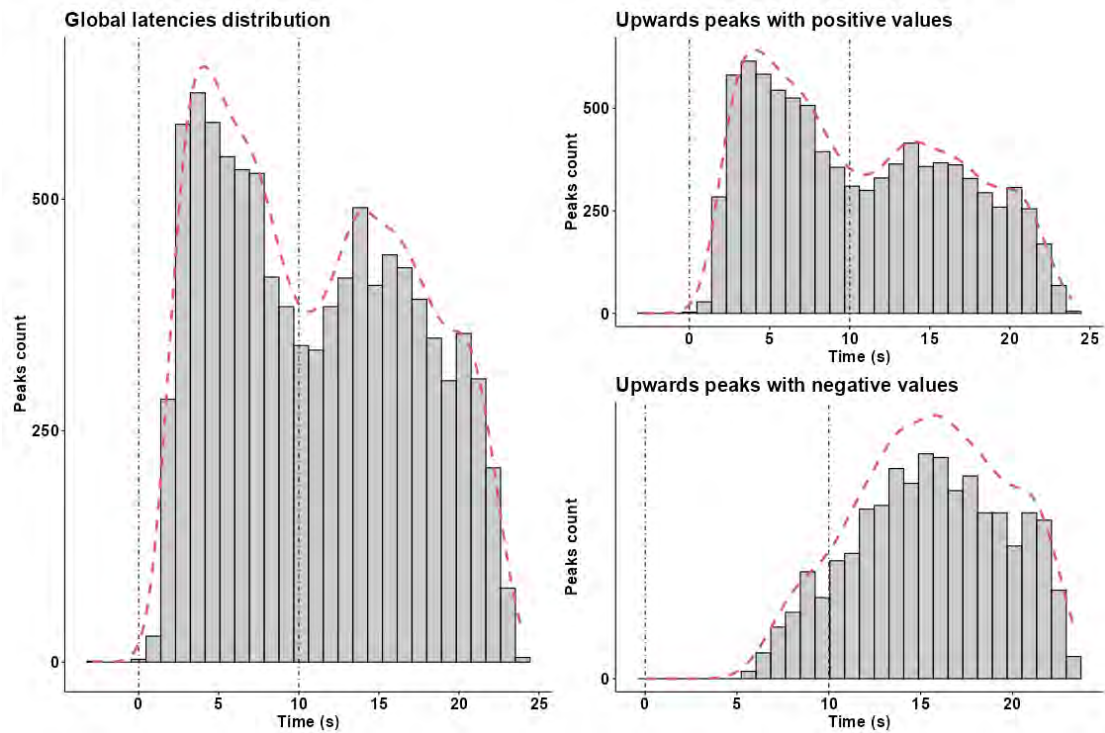 Global latencies distribution
Peaks count
500
250
0
0
5
10
15
20
25
Time (s)
Upwards peaks with positive values
Peaks count
500
250
0
0
5
10
15
20
25
Time (s)
Upwards peaks with negative values
Peaks count
0
0
5
10
15
20
Time (s)